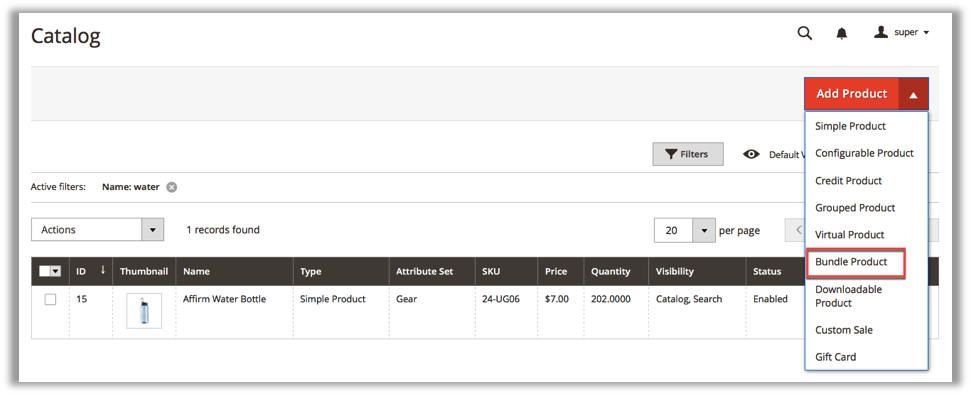 Catalog
super
Add Product
Simple Product
Configurable Product
Credit Product
Grouped Product
Virtual Product
Bundle Product
Downloadable
Product
Custom Sale
Gift Card
Filters
Default V
Active filters: Name: water
Actions 1 records found 20 per page
ID Thumbnail Name Type Attribute Set SKU Price Quantity Visibility Status
15 Affirm Water Bottle Simple Product Gear 24-UG06 $7.00 202.0000 Catalog, Search Enabled